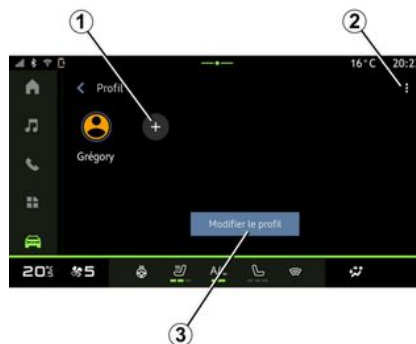 1
2
16°C 20:2
Profil
+
Grégory
Modifier le profil
20 5 A/C
3